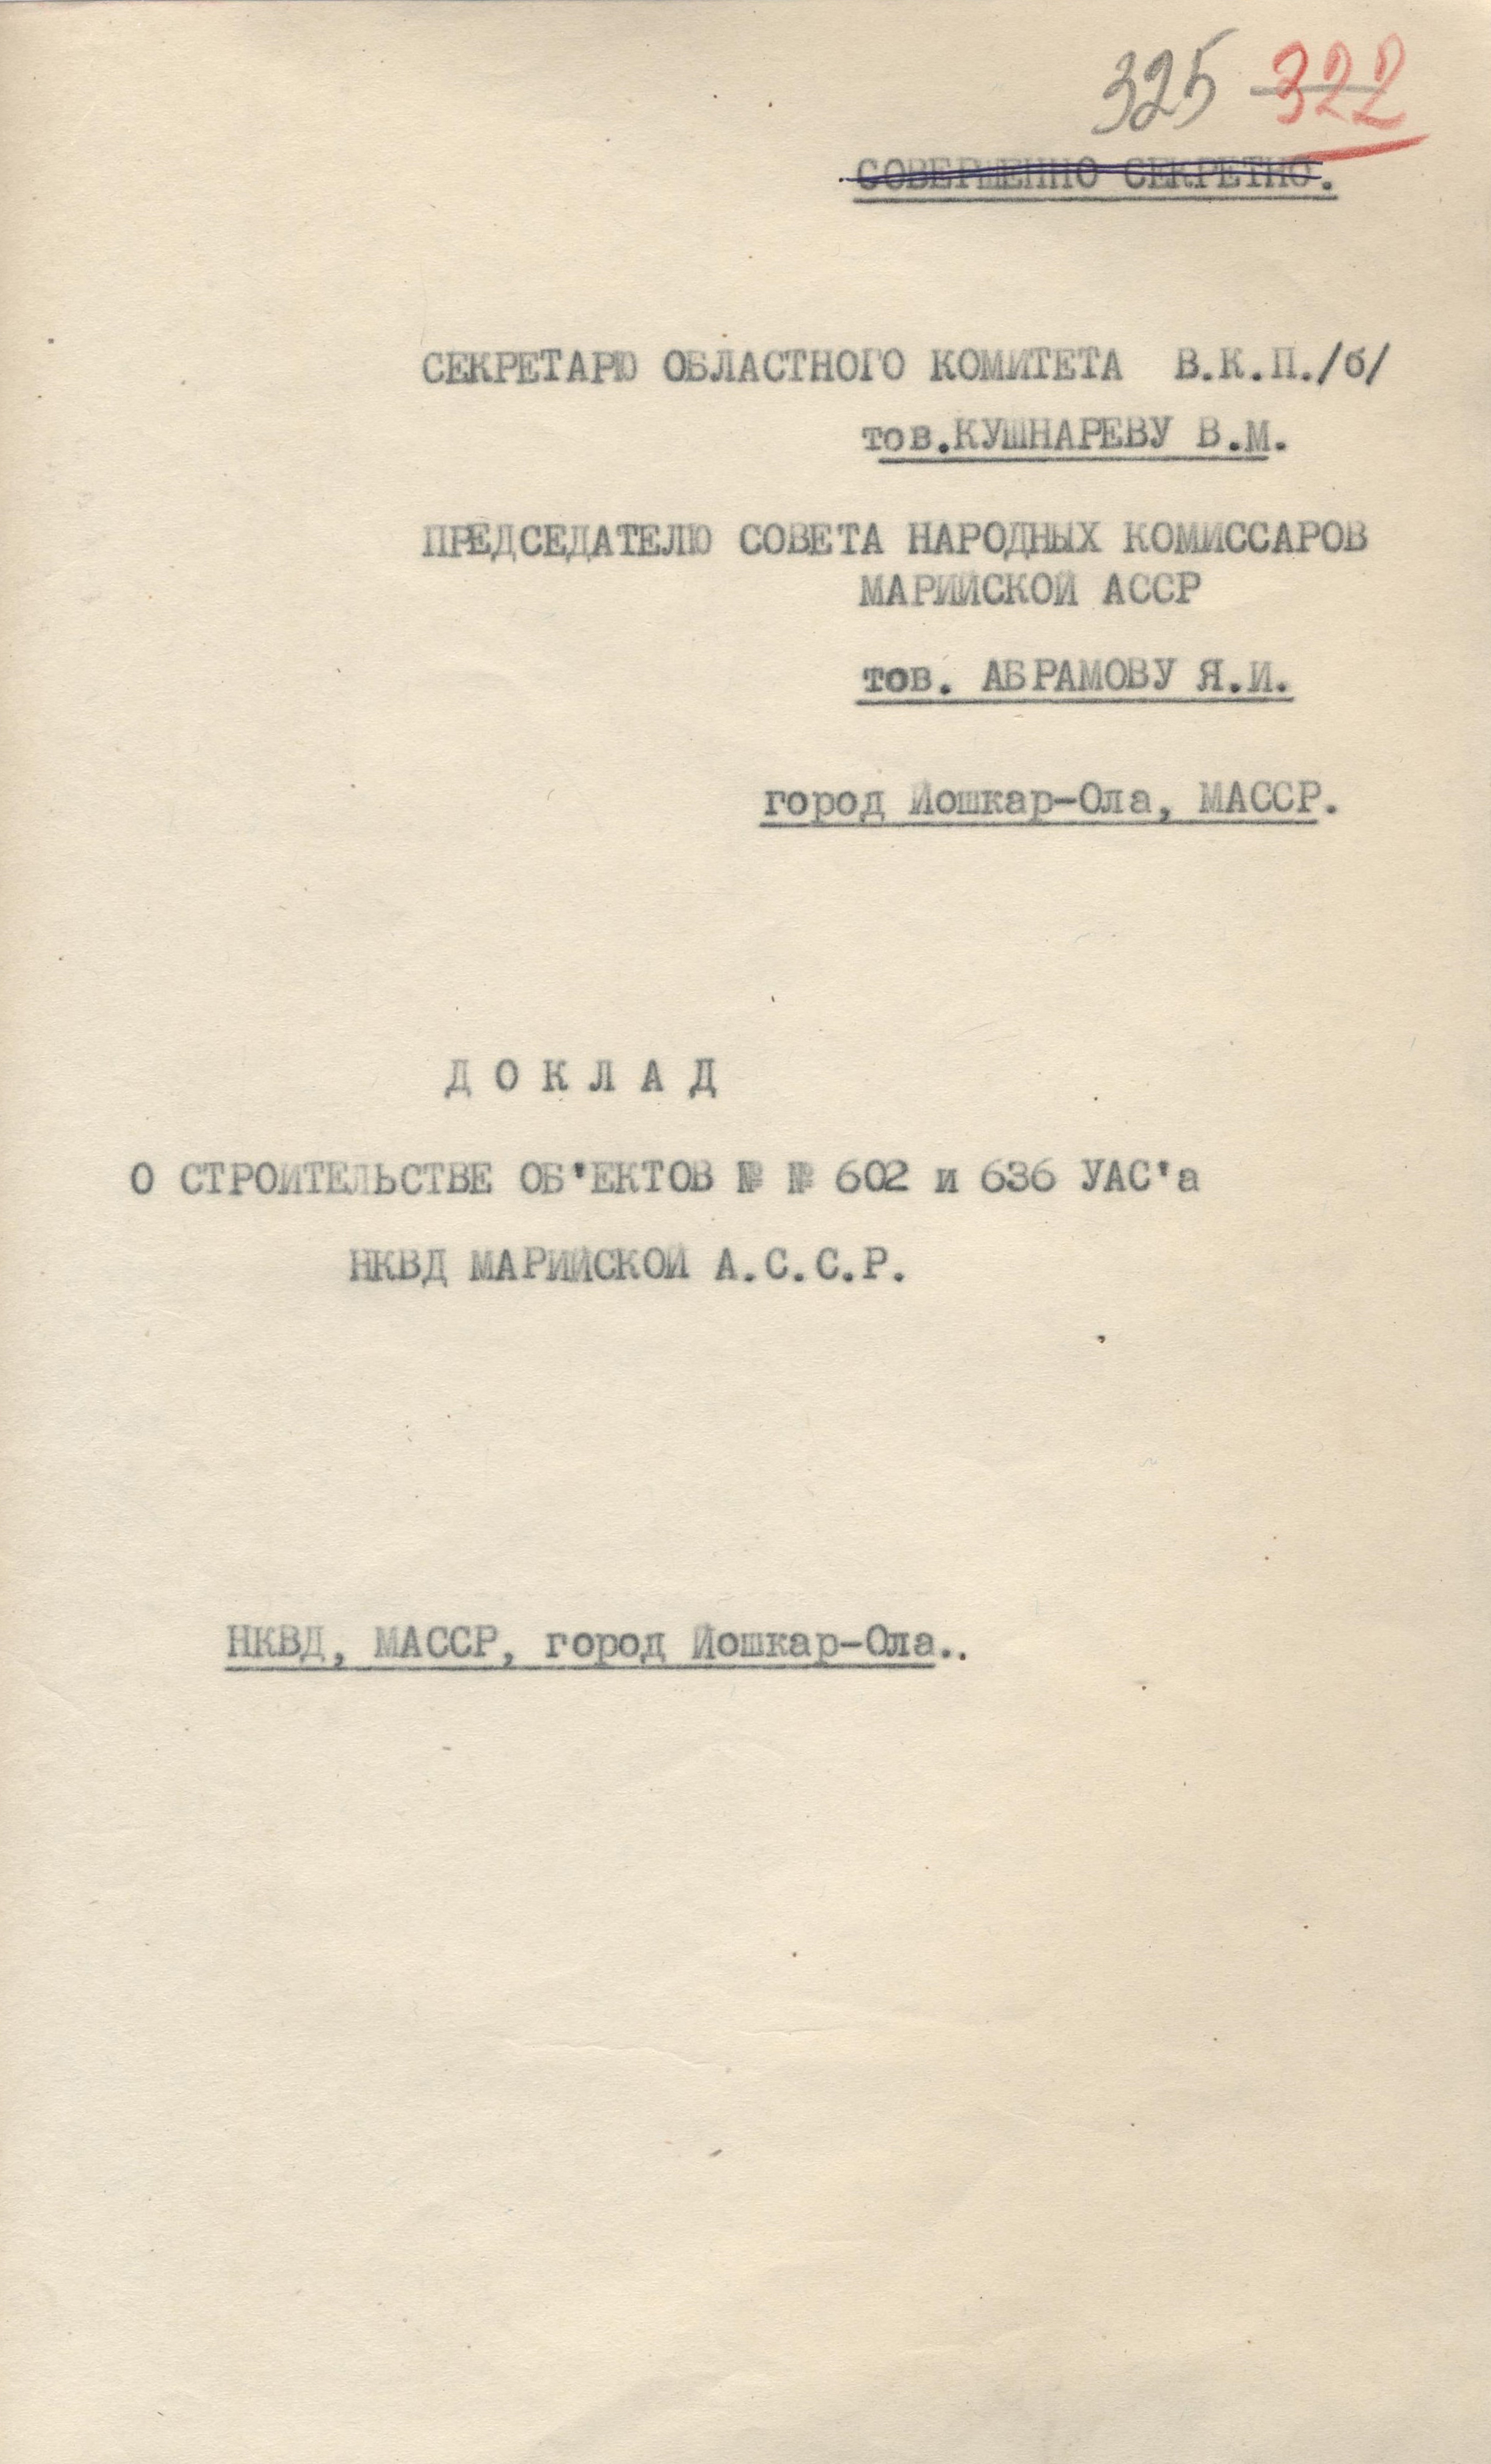 325 322
СОВЕРШЕННО СЕКРЕТНО.
СЕКРЕТАРЮ ОБЛАСТНОГО КОМИТЕТА В.К.П./б/
тов.КУШНАРЕВУ В.М.
ПРЕДСЕДАТЕЛЮ СОВЕТА НАРОДНЫХ КОМИССАРОВ
МАРИЙСКОЙ АССР
тов. АБРАМОВУ Я.И.
город Йошкар-Ола, МАССР.
Д О К Л А Д
О СТРОИТЕЛЬСТВЕ ОБ'ЕКТОВ № № 602 и 636 УАС'а
НКВД МАРИЙСКОЙ А.С.С.Р.
НКВД, МАССР, город Йошкар-Ола..